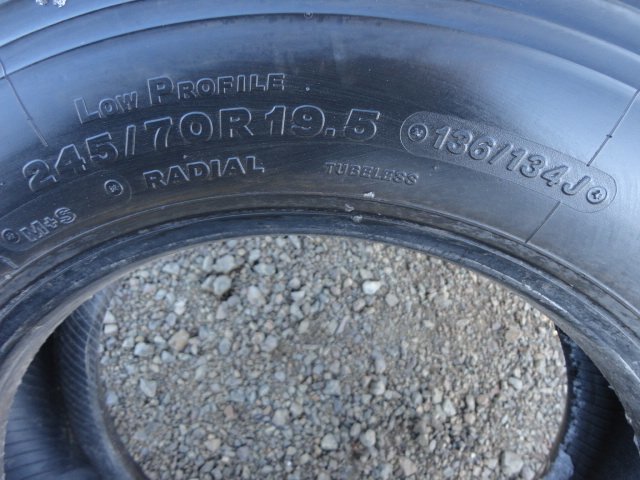 LOW PROFILE
245/70R19.5 136/134J
M+S RADIAL TUBELESS